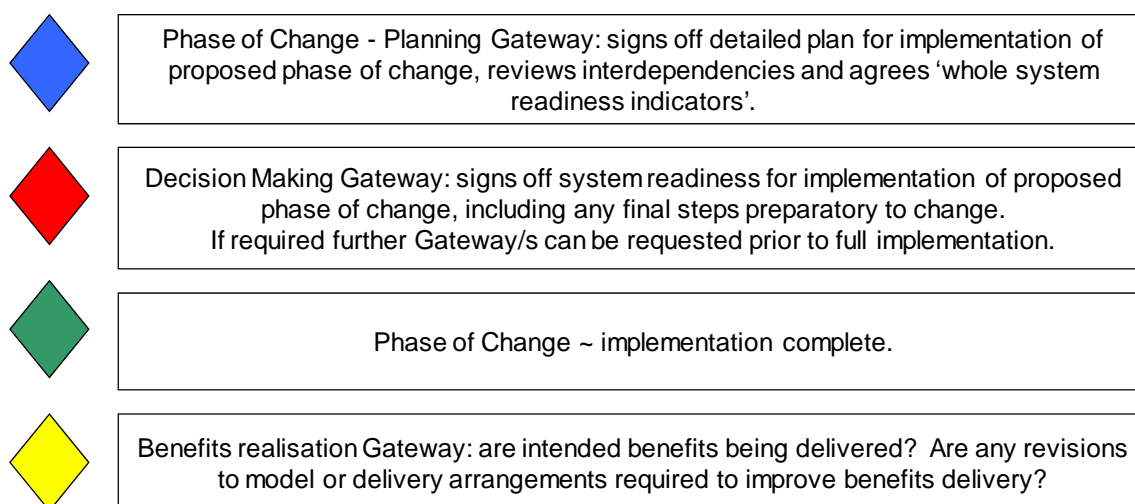 Phase of Change - Planning Gateway: signs off detailed plan for implementation of
proposed phase of change, reviews interdependencies and agrees ‘whole system
readiness indicators’.
Decision Making Gateway: signs off system readiness for implementation of proposed
phase of change, including any final steps preparatory to change.
If required further Gateway/s can be requested prior to full implementation.
Phase of Change ~ implementation complete.
Benefits realisation Gateway: are intended benefits being delivered? Are any revisions
to model or delivery arrangements required to improve benefits delivery?